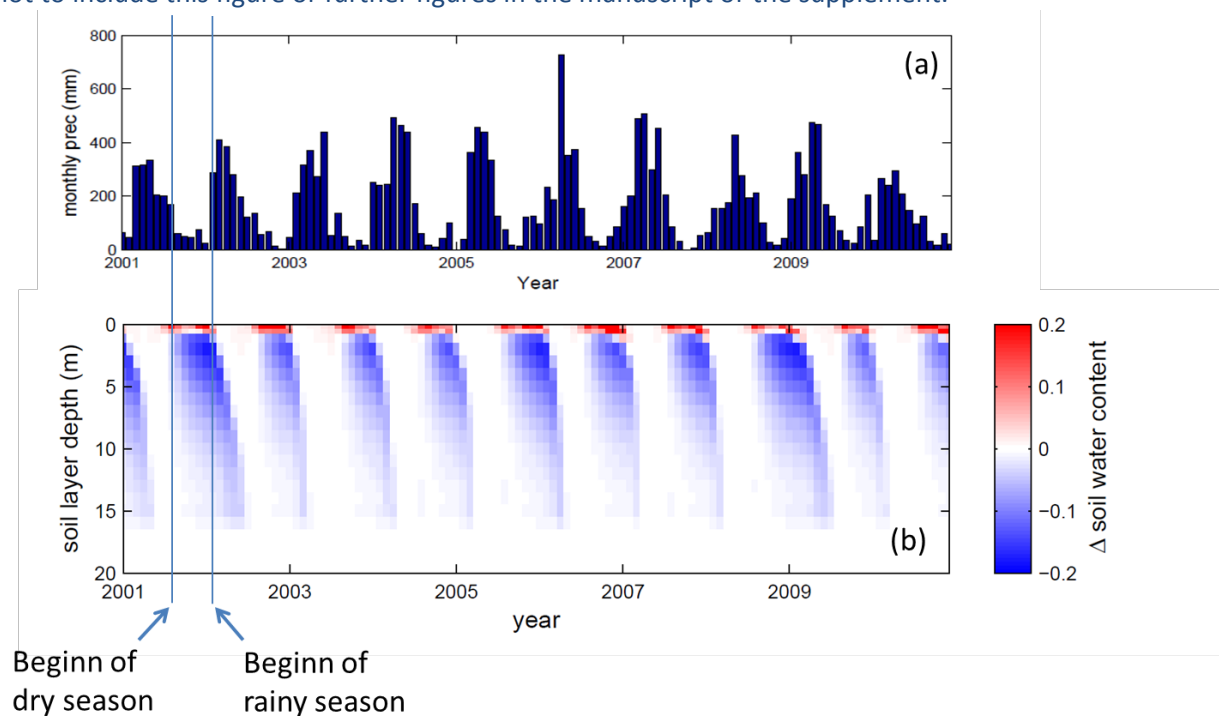 not to include this figure or further figures in the manuscript or the supplement.
800
600
400
200
0
monthly prec (mm)
(a)
2001
2003
2005
2007
2009
Year
0
5
10
15
20
soil layer depth (m)
(b)
2001
2003
2005
2007
2009
year
0.2
0.1
0
−0.1
−0.2
Δ soil water content
Beginn of
dry season
Beginn of
rainy season